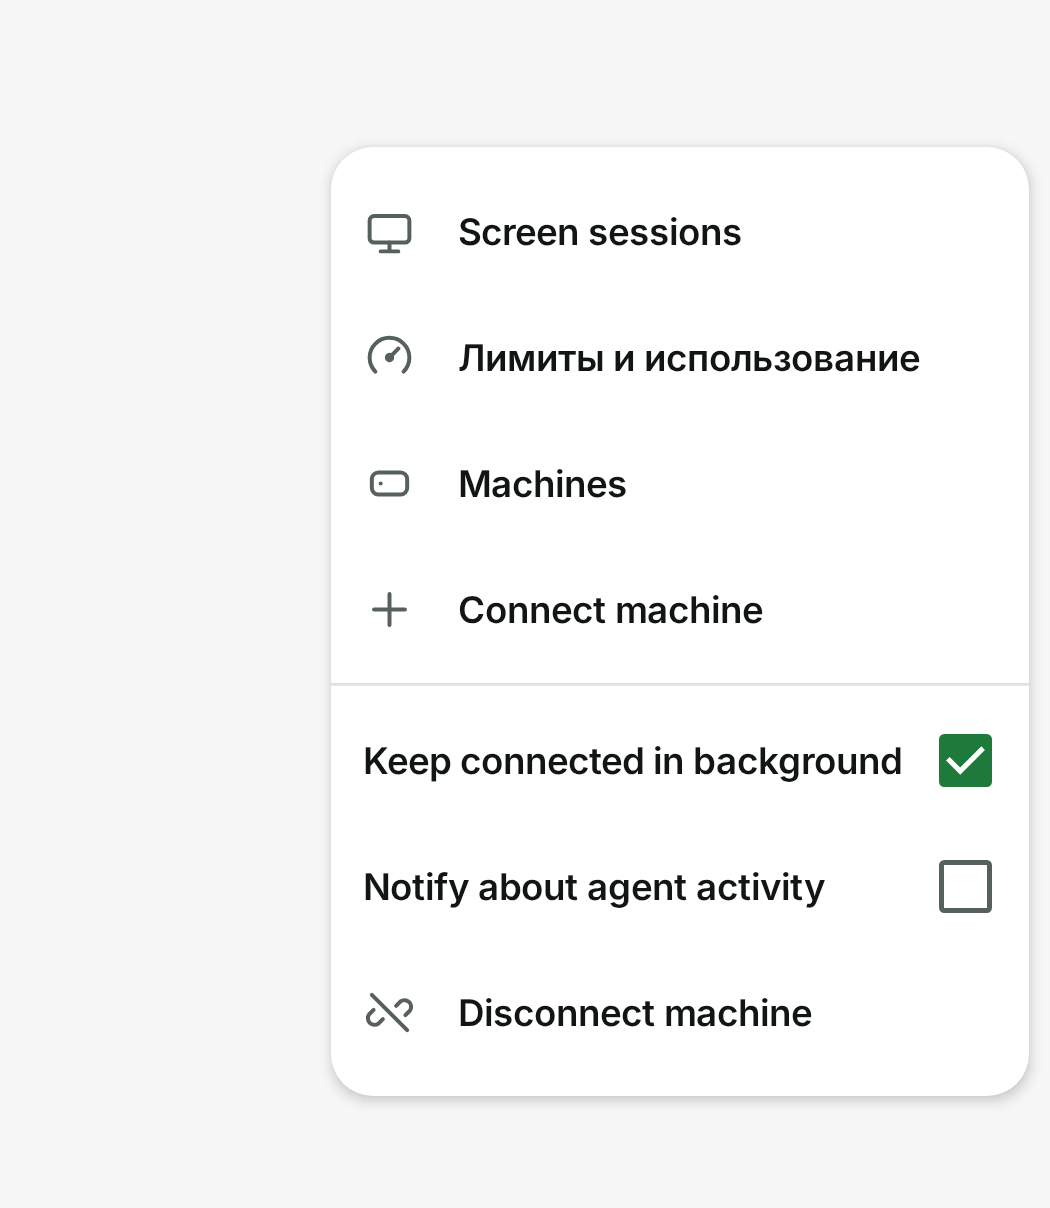 Screen sessions
Лимиты и использование
Machines
Connect machine
Keep connected in background
Notify about agent activity
Disconnect machine